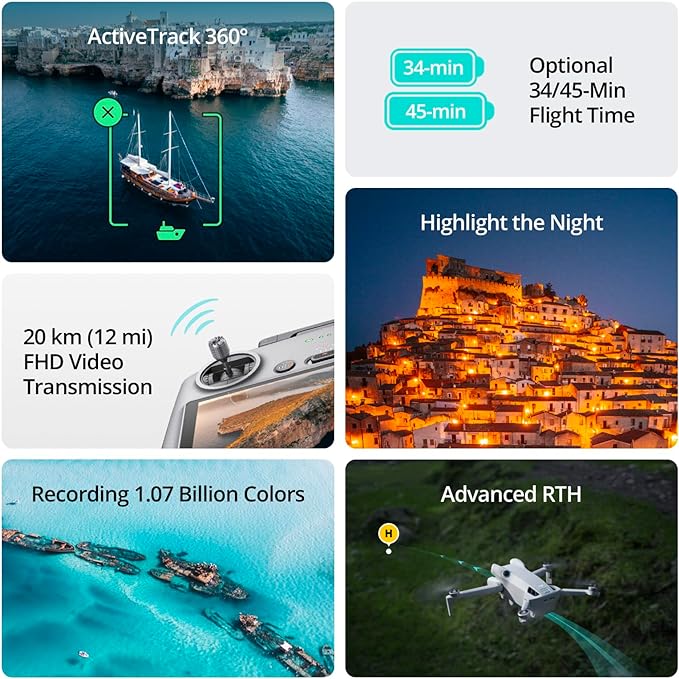 ActiveTrack 360°
34-min
45-min
Optional
34/45-Min
Flight Time
Highlight the Night
20 km (12 mi)
FHD Video
Transmission
Recording 1.07 Billion Colors
Advanced RTH
H